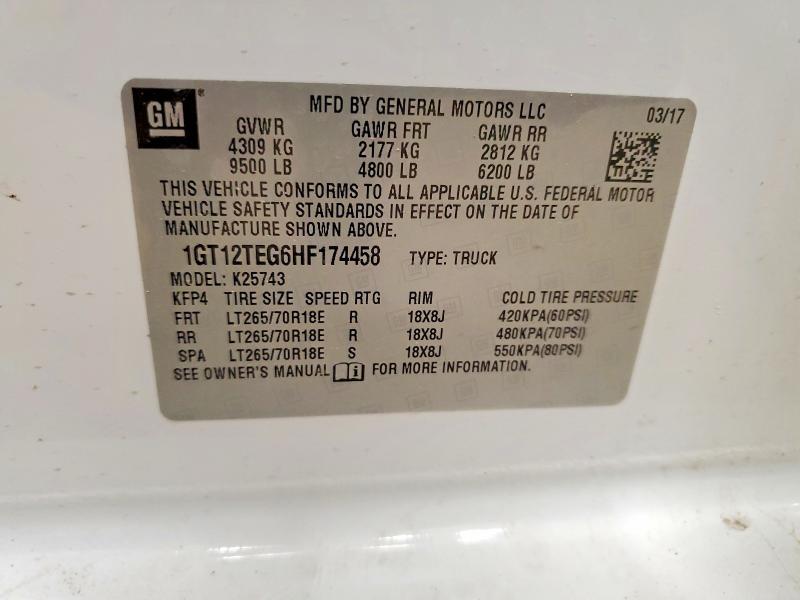 GM
MFD BY GENERAL MOTORS LLC 03/17
GVWR GAWR FRT GAWR RR
4309 KG 2177 KG 2812 KG
9500 LB 4800 LB 6200 LB
THIS VEHICLE CONFORMS TO ALL APPLICABLE U.S. FEDERAL MOTOR
VEHICLE SAFETY STANDARDS IN EFFECT ON THE DATE OF
MANUFACTURE SHOWN ABOVE.
1GT12TEG6HF174458 TYPE: TRUCK
MODEL: K25743
KFP4 TIRE SIZE SPEED RTG RIM COLD TIRE PRESSURE
FRT LT265/70R18E R 18X8J 420KPA(60PSI)
RR LT265/70R18E R 18X8J 480KPA(70PSI)
SPA LT265/70R18E S 18X8J 550KPA(80PSI)
SEE OWNER'S MANUAL i FOR MORE INFORMATION.